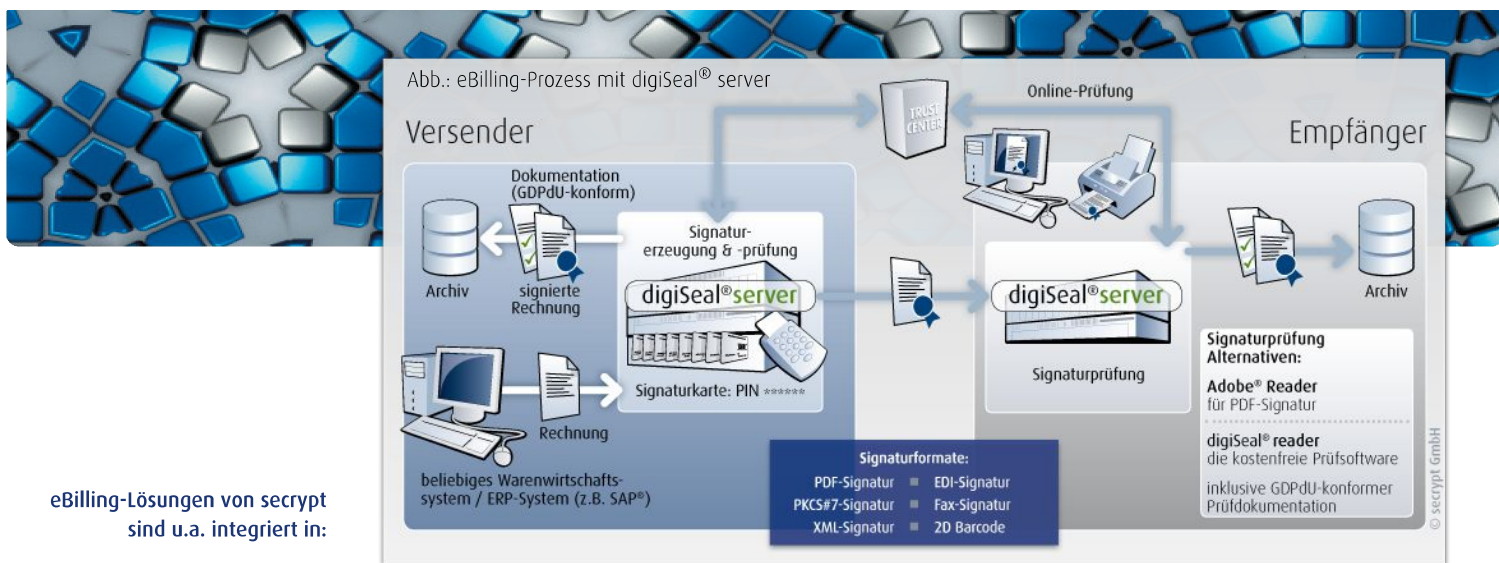 Abb.: eBilling-Prozess mit digiSeal® server
Versender
Dokumentation
(GDPdU-konform)
Archiv
signierte
Rechnung
Signatur-
erzeugung & -prüfung
digiSeal®server
Signaturkarte: PIN ******
Rechnung
beliebiges Warenwirtschafts-
system / ERP-System (z.B. SAP®)
TRUST
CENTER
Online-Prüfung
Empfänger
digiSeal®server
Signaturprüfung
Archiv
Signaturprüfung
Alternativen:
Adobe® Reader
für PDF-Signatur
digiSeal® reader
die kostenfreie Prüfsoftware
inklusive GDPdU-konformer
Prüfdokumentation
Signaturformate:
PDF-Signatur ■ EDI-Signatur
PKCS#7-Signatur ■ Fax-Signatur
XML-Signatur ■ 2D Barcode
© secrypt GmbH
eBilling-Lösungen von secrypt
sind u.a. integriert in: